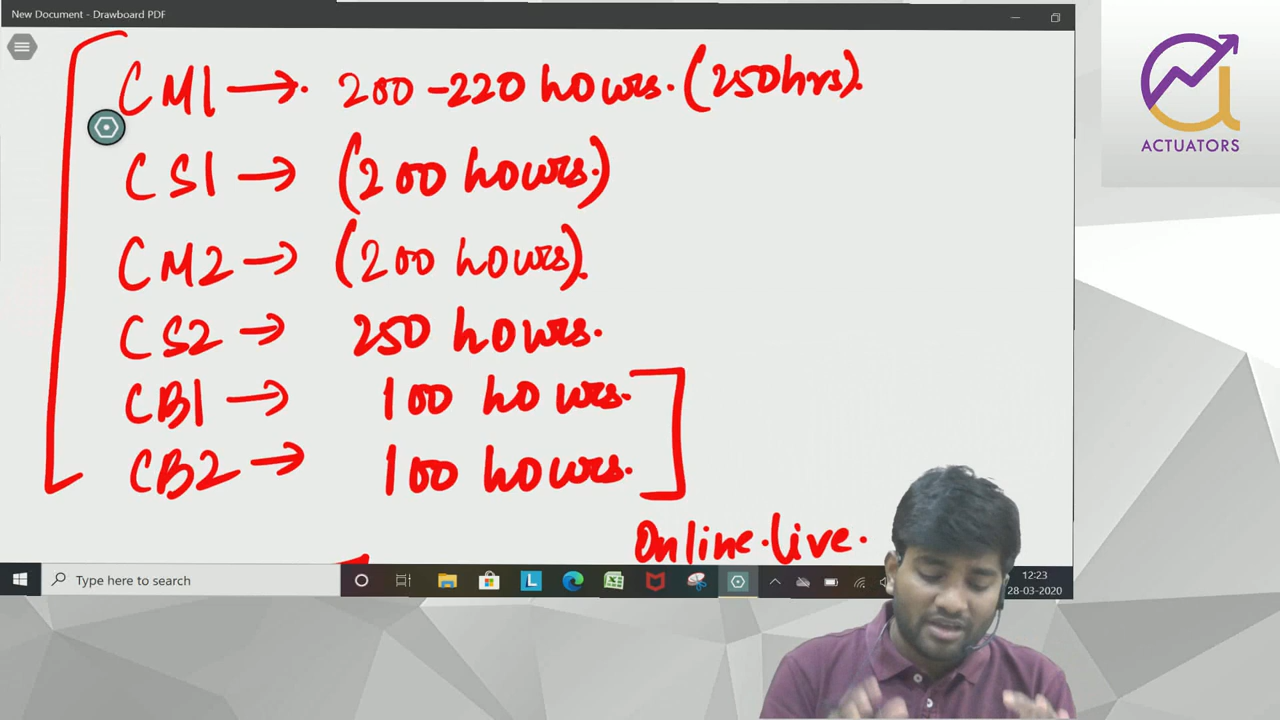 New Document - Drawboard PDF
CM1 → 200-220 hours. (250hrs).
CS1 → (200 hours.)
CM2 → (200 hours).
CS2 → 250 hours.
CB1 → 100 hours.
CB2 → 100 hours.
Online live.
Type here to search
12:23
28-03-2020
ACTUATORS